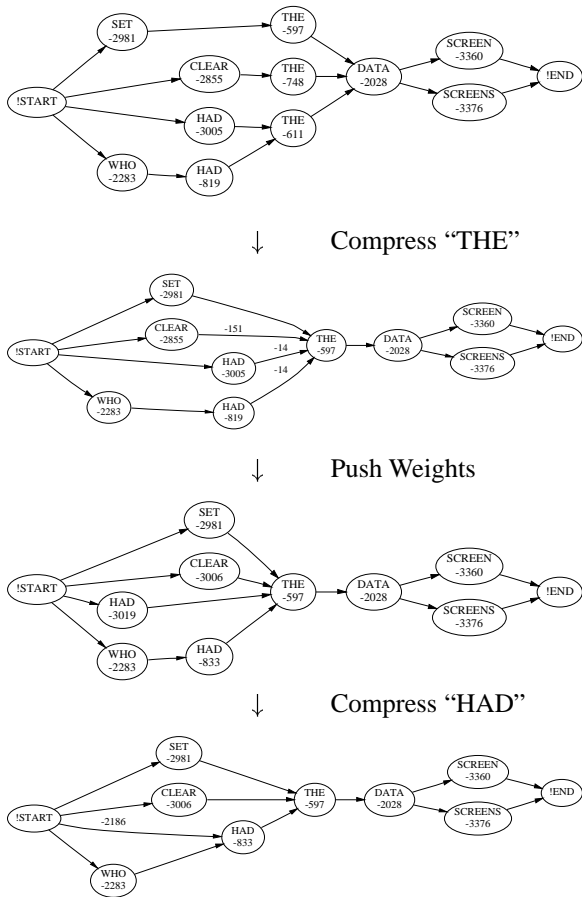 SET
-2981
THE
-597
CLEAR
-2855
THE
-748
DATA
-2028
SCREEN
-3360
!END
!START
HAD
-3005
THE
-611
SCREENS
-3376
WHO
-2283
HAD
-819
↓ Compress “THE”
SET
-2981
CLEAR
-2855
-151
THE
-597
DATA
-2028
SCREEN
-3360
!END
!START
-14
HAD
-3005
-14
SCREENS
-3376
WHO
-2283
HAD
-819
↓ Push Weights
SET
-2981
CLEAR
-3006
SCREEN
-3360
!START
THE
-597
DATA
-2028
!END
HAD
-3019
SCREENS
-3376
WHO
-2283
HAD
-833
↓ Compress “HAD”
SET
-2981
CLEAR
-3006
THE
-597
DATA
-2028
SCREEN
-3360
!END
!START
-2186
HAD
-833
SCREENS
-3376
WHO
-2283